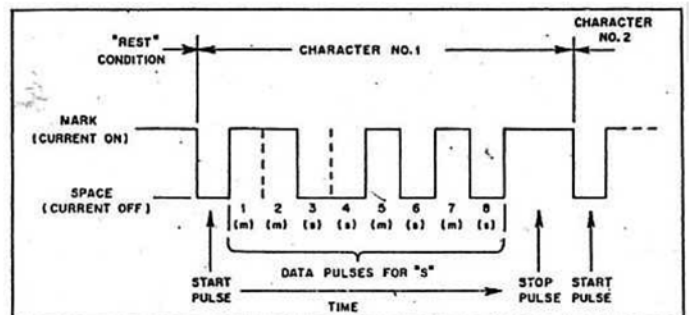 "REST"
CONDITION
CHARACTER NO.1
CHARACTER
NO.2
MARK
(CURRENT ON)
SPACE
(CURRENT OFF)
1 2 3 4 5 6 7 8
(m) (m) (s) (s) (m) (s) (m) (s)
DATA PULSES FOR "S"
START
PULSE
TIME
STOP
PULSE
START
PULSE